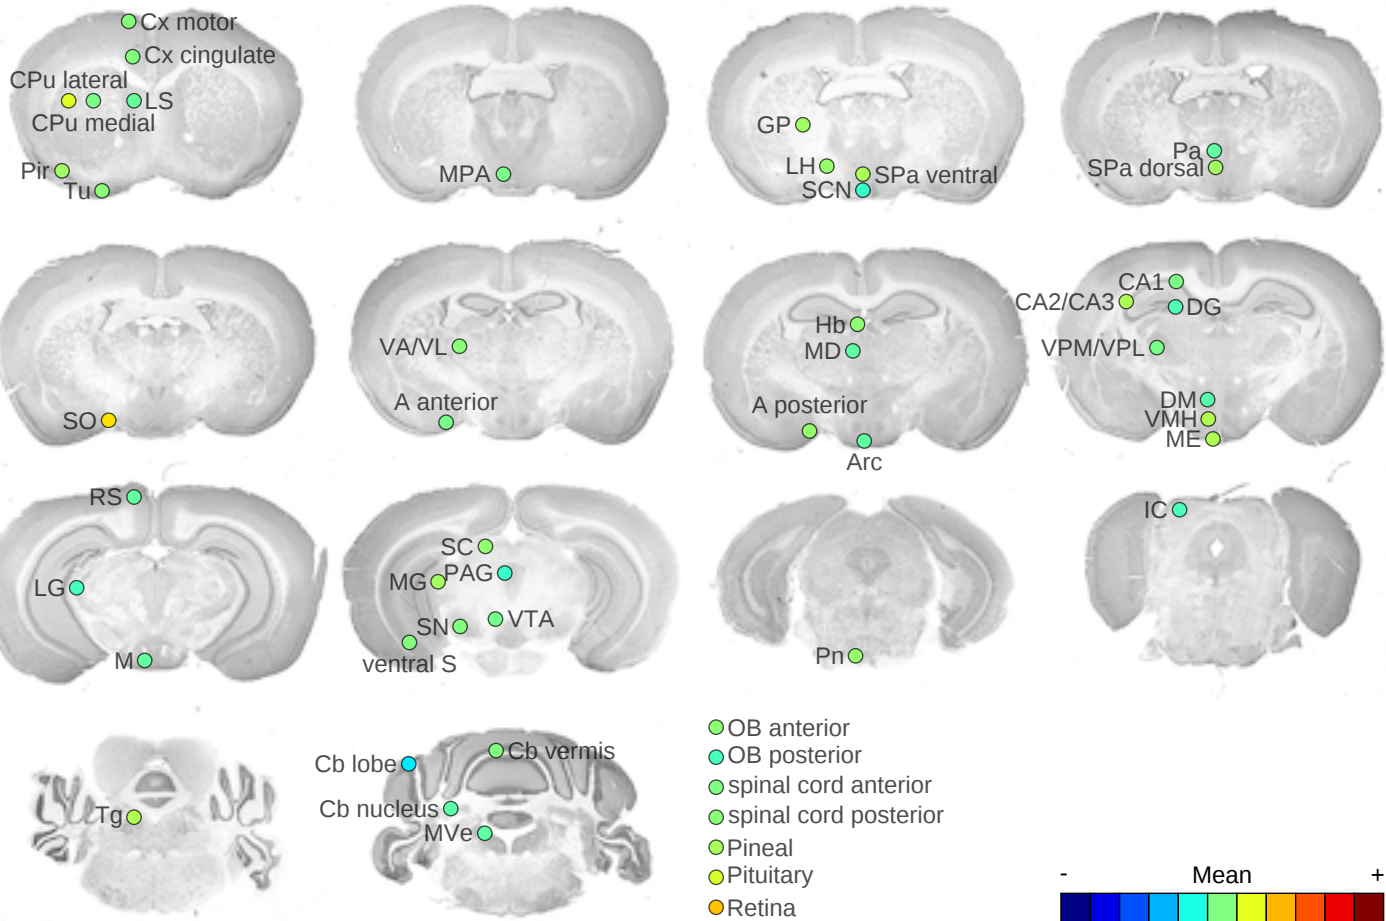 Cx motor
Cx cingulate
CPu lateral
LS
CPu medial
Pir
Tu
MPA
GP
LH
SPa ventral
SCN
Pa
SPa dorsal
SO
VA/VL
A anterior
Hb
MD
A posterior
Arc
CA1
CA2/CA3
DG
VPM/VPL
DM
VMH
ME
RS
LG
M
SC
MG
PAG
SN
VTA
ventral S
Pn
IC
Tg
Cb lobe
Cb vermis
Cb nucleus
MVe
OB anterior
OB posterior
spinal cord anterior
spinal cord posterior
Pineal
Pituitary
Retina
- Mean +